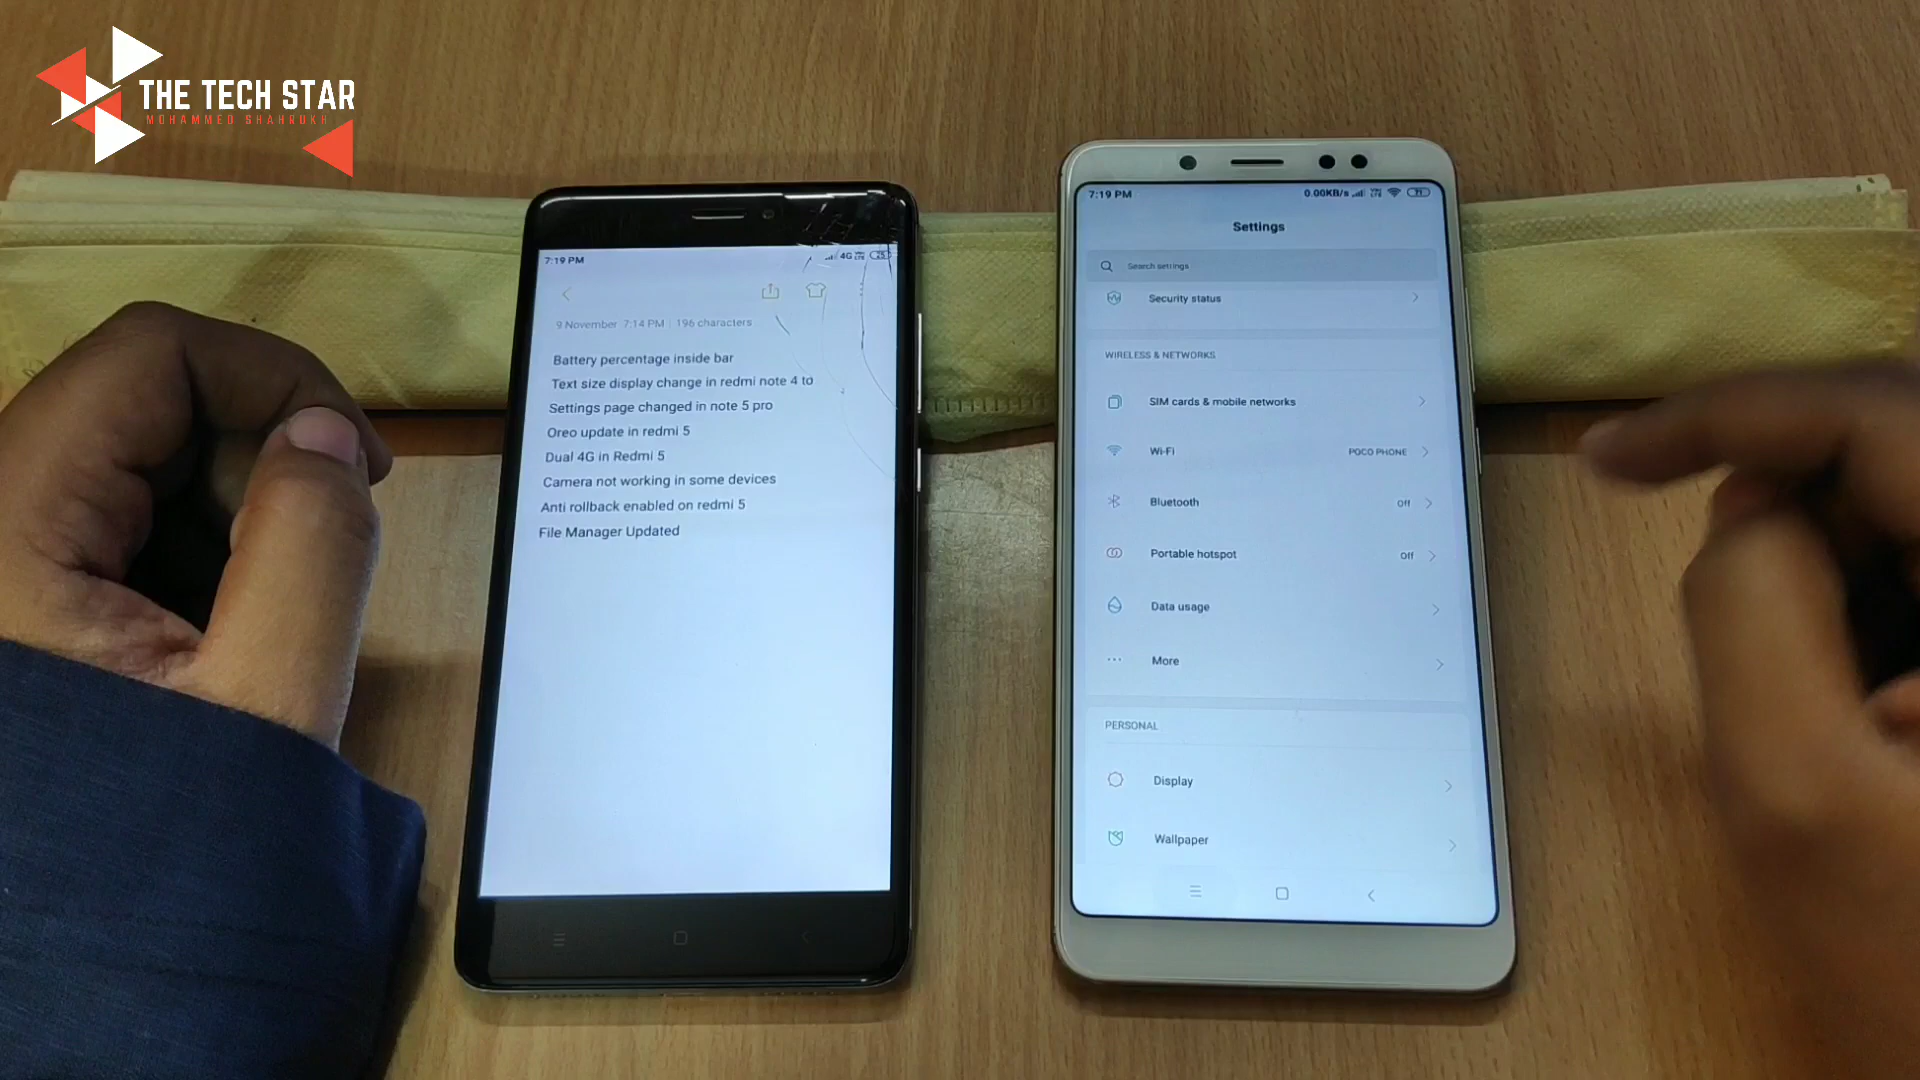 THE TECH STAR
MOHAMMED SHAHRUKH
7:19 PM
4G
25
9 November 7:14 PM | 196 characters
Battery percentage inside bar
Text size display change in redmi note 4 to
Settings page changed in note 5 pro
Oreo update in redmi 5
Dual 4G in Redmi 5
Camera not working in some devices
Anti rollback enabled on redmi 5
File Manager Updated
7:19 PM
0.00KB/s
71
Settings
Search settings
Security status
WIRELESS & NETWORKS
SIM cards & mobile networks
Wi-Fi
POCO PHONE
Bluetooth
Off
Portable hotspot
Off
Data usage
More
PERSONAL
Display
Wallpaper